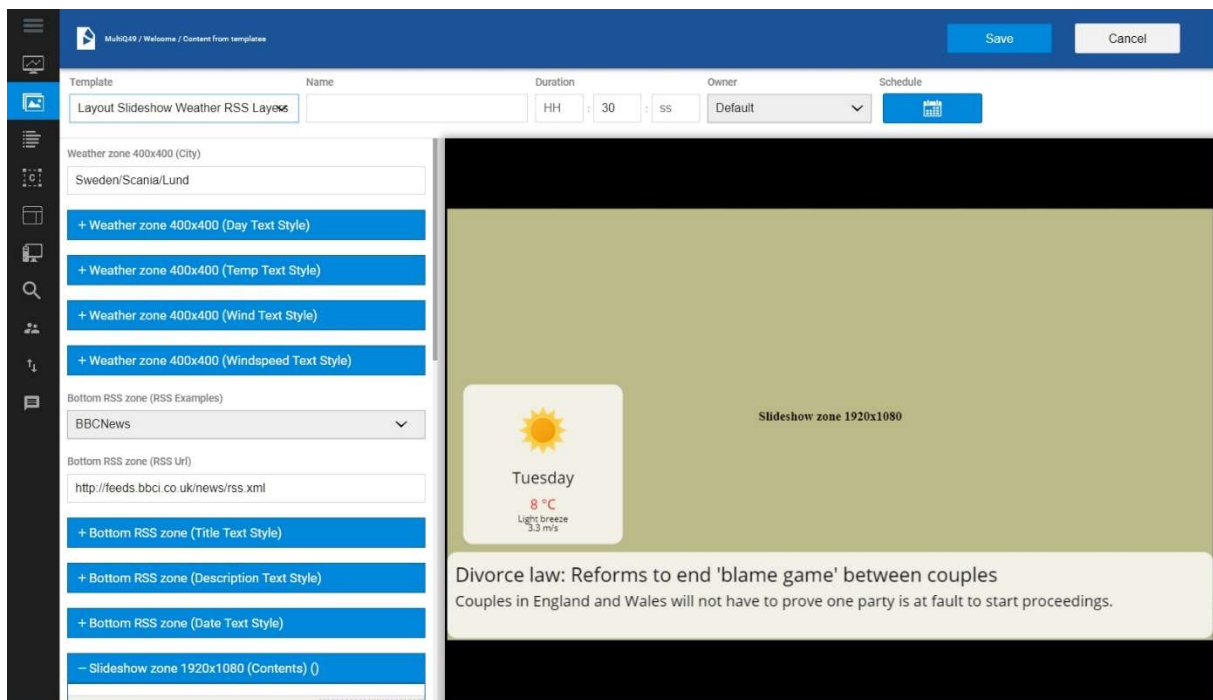 MultiQ49 / Welcome / Content from templates
Save
Cancel
Template
Name
Duration
Owner
Schedule
Layout Slideshow Weather RSS Layers
HH : 30 : ss
Default
Weather zone 400x400 (City)
Sweden/Scania/Lund
+ Weather zone 400x400 (Day Text Style)
+ Weather zone 400x400 (Temp Text Style)
+ Weather zone 400x400 (Wind Text Style)
+ Weather zone 400x400 (Windspeed Text Style)
Bottom RSS zone (RSS Examples)
BBCNews
Bottom RSS zone (RSS Url)
http://feeds.bbci.co.uk/news/rss.xml
+ Bottom RSS zone (Title Text Style)
+ Bottom RSS zone (Description Text Style)
+ Bottom RSS zone (Date Text Style)
– Slideshow zone 1920x1080 (Contents) ()
Slideshow zone 1920x1080
Tuesday
8 °C
Light breeze
3.3 m/s
Divorce law: Reforms to end 'blame game' between couples
Couples in England and Wales will not have to prove one party is at fault to start proceedings.